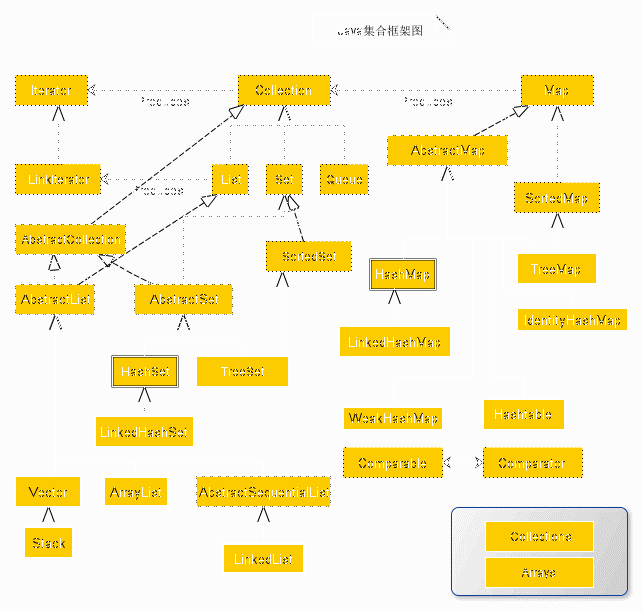 Java集合框架图
Iterator
Collection
Map
Produces
Produces
AbstractMap
LinkIterator
List
Set
Queue
Produces
SortedMap
AbstractCollection
SortedSet
HashMap
TreeMap
AbstractList
AbstractSet
IdentityHashMap
LinkedHashMap
HashSet
TreeSet
WeakHashMap
Hashtable
LinkedHashSet
Comparable
Comparator
Vector
ArrayList
AbstractSequentialList
Stack
LinkedList
Collections
Arrays